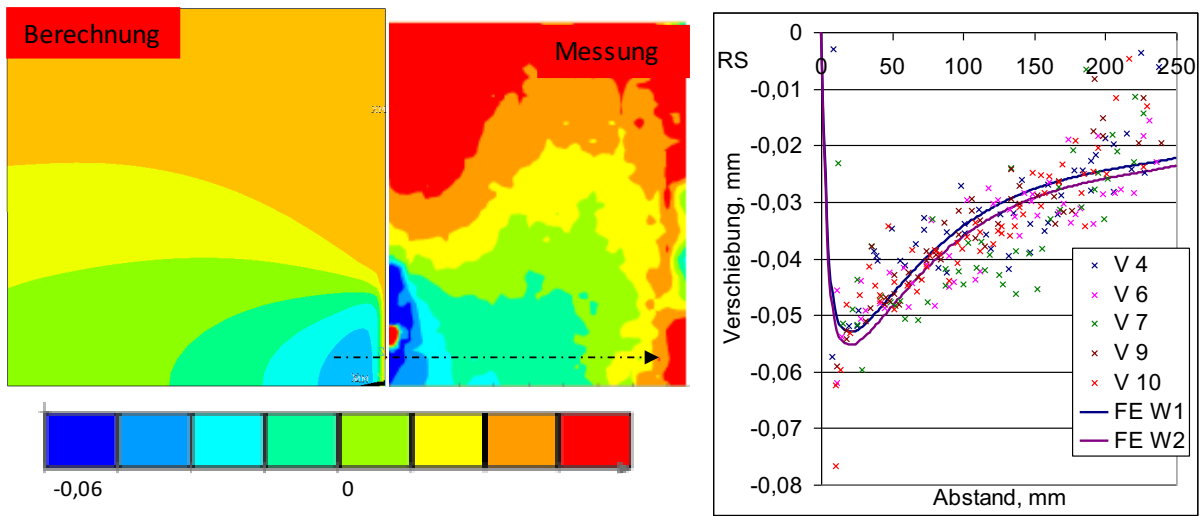 Berechnung
Messung
-0,06
0
0
RS
0 50 100 150 200 250
-0,01
-0,02
-0,03
-0,04
-0,05
-0,06
-0,07
-0,08
Verschiebung, mm
Abstand, mm
V 4
V 6
V 7
V 9
V 10
FE W1
FE W2